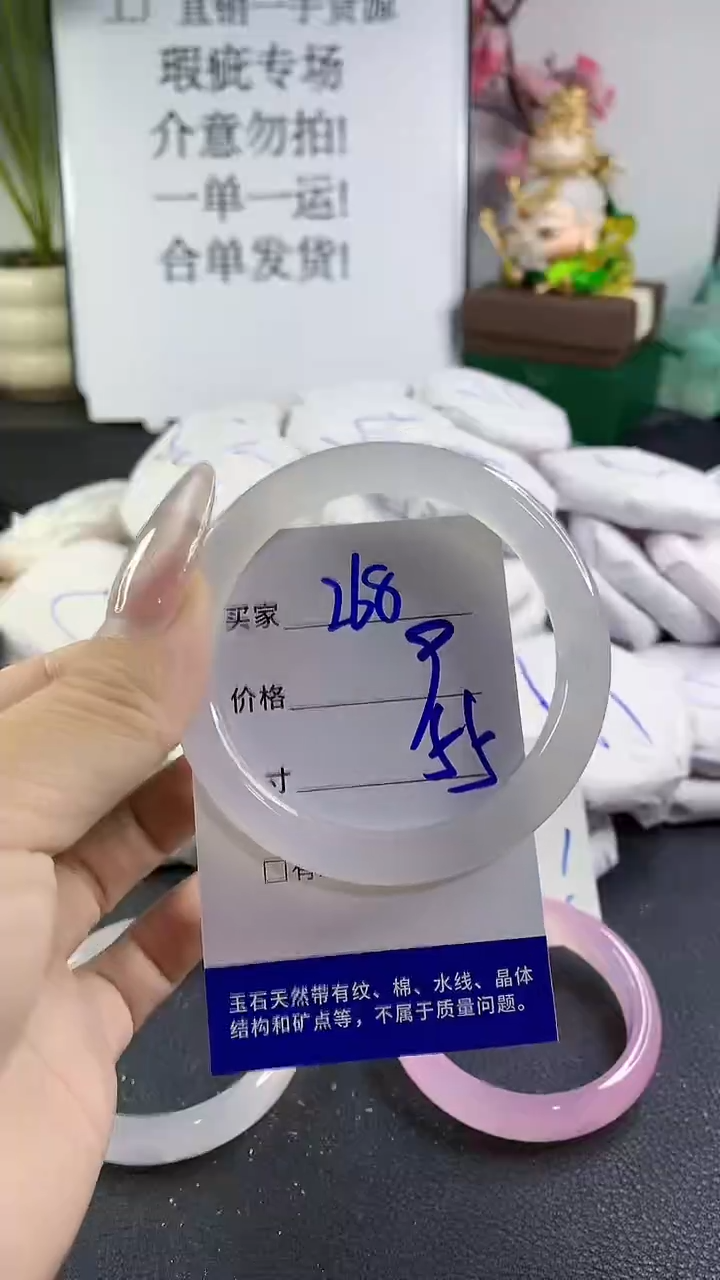 直销一手货源
瑕疵专场
介意勿拍!
一单一运!
合单发货!
买家 268
价格 9
寸 55
玉石天然带有纹、棉、水线、晶体
结构和矿点等，不属于质量问题。